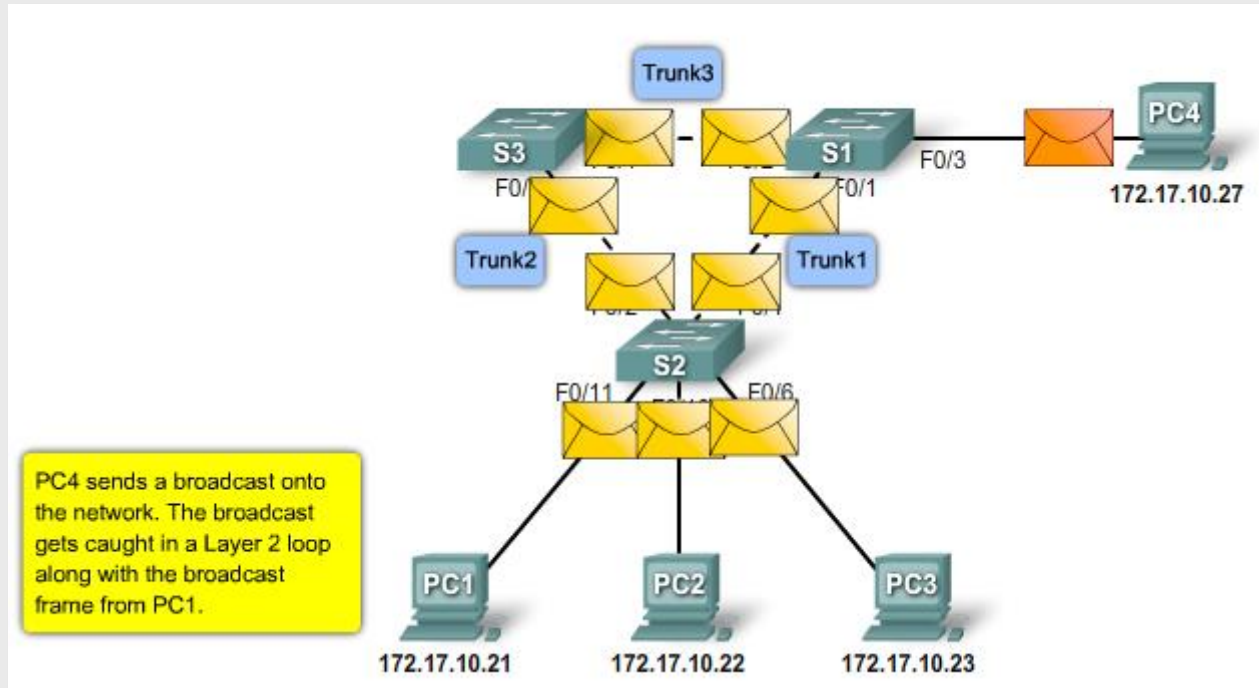 Trunk3
S3
S1
PC4
F0/3
172.17.10.27
F0/
F0/1
Trunk2
Trunk1
S2
F0/11
F0/6
PC4 sends a broadcast onto
the network. The broadcast
gets caught in a Layer 2 loop
along with the broadcast
frame from PC1.
PC1
PC2
PC3
172.17.10.21
172.17.10.22
172.17.10.23